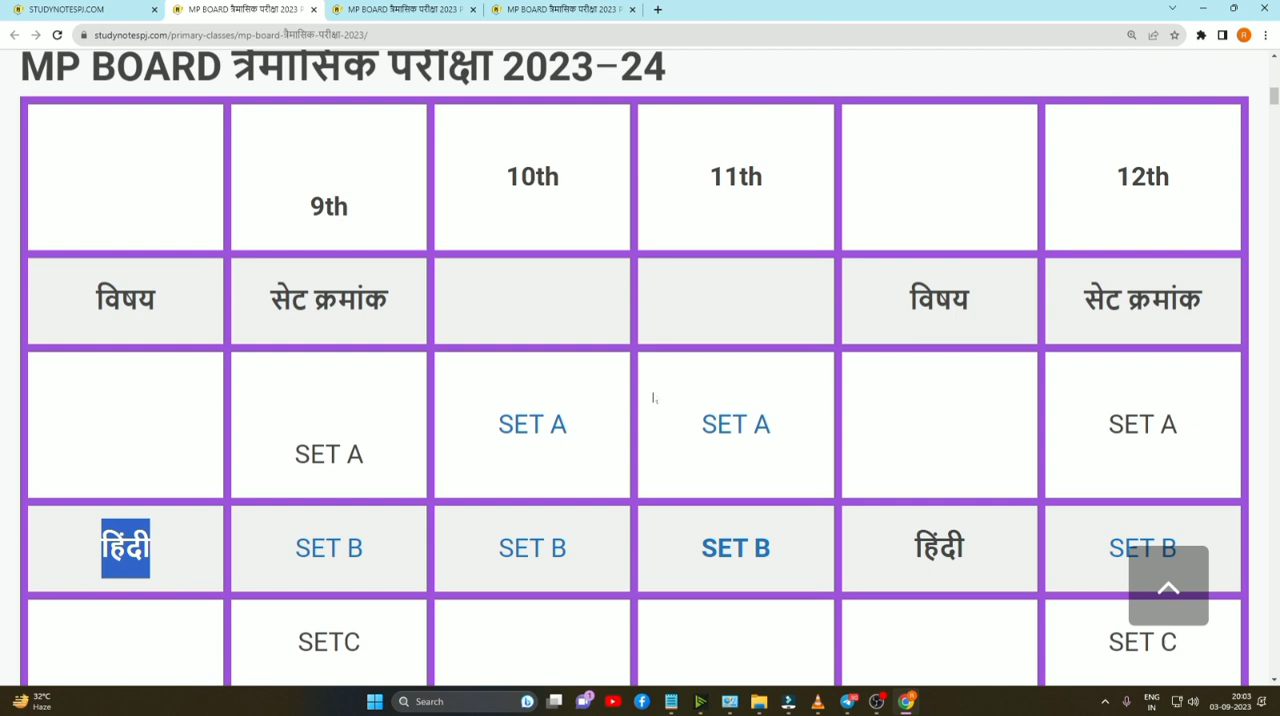 STUDYNOTESPJ.COM
MP BOARD त्रैमासिक परीक्षा 2023
MP BOARD त्रैमासिक परीक्षा 2023
MP BOARD त्रैमासिक परीक्षा 2023
studynotespj.com/primary-classes/mp-board-त्रैमासिक-परीक्षा-2023/
MP BOARD त्रैमासिक परीक्षा 2023-24
9th 10th 11th 12th
विषय सेट क्रमांक विषय सेट क्रमांक
SET A SET A SET A SET A
हिंदी SET B SET B SET B हिंदी SET B
SETC SET C
32°C
Haze
Search
ENG
IN
20:03
03-09-2023